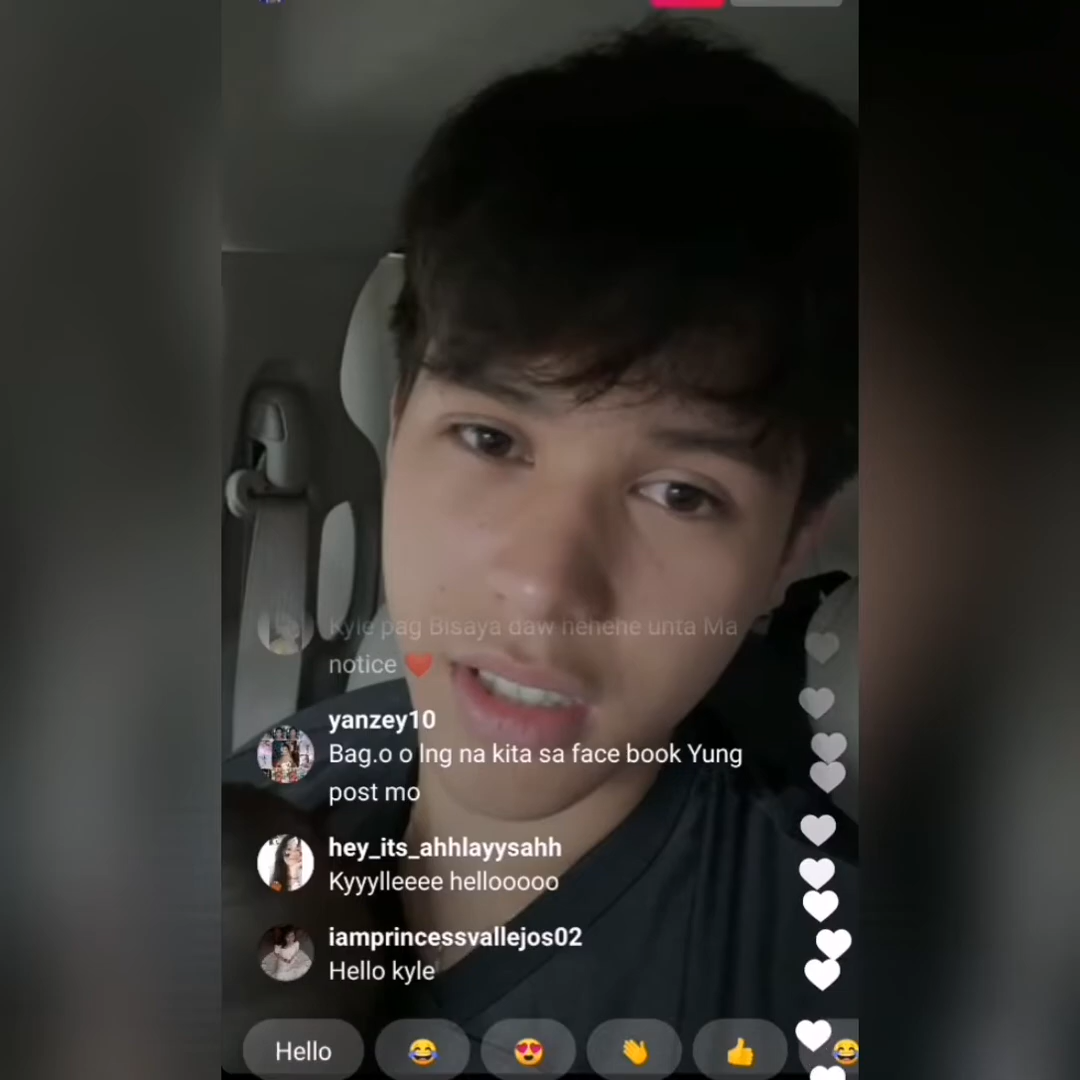 Kyle pag Bisaya daw hehehe unta Ma
notice ❤️
yanzey10
Bag.o o lng na kita sa face book Yung
post mo
hey_its_ahhlayysahh
Kyyylleeee hellooooo
iamprincessvallejos02
Hello kyle
Hello